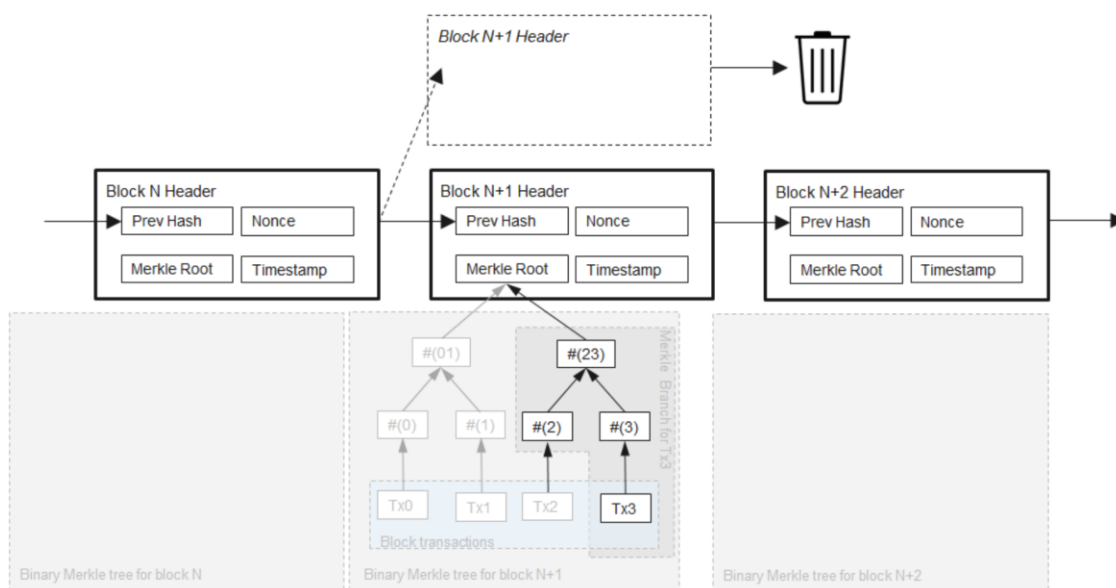 Block N+1 Header
Block N Header
Prev Hash
Nonce
Merkle Root
Timestamp
Block N+1 Header
Prev Hash
Nonce
Merkle Root
Timestamp
Block N+2 Header
Prev Hash
Nonce
Merkle Root
Timestamp
#(01)
#(23)
#(0)
#(1)
#(2)
#(3)
Merkle
Branch for Tx3
Tx0
Tx1
Tx2
Tx3
Block transactions
Binary Merkle tree for block N
Binary Merkle tree for block N+1
Binary Merkle tree for block N+2